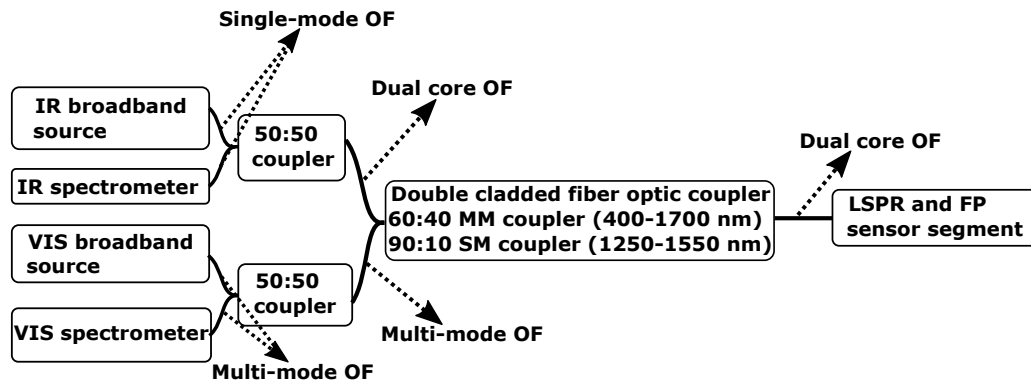 Single-mode OF
Dual core OF
IR broadband
source
50:50
coupler
IR spectrometer
Dual core OF
Double cladded fiber optic coupler
60:40 MM coupler (400-1700 nm)
90:10 SM coupler (1250-1550 nm)
LSPR and FP
sensor segment
VIS broadband
source
50:50
coupler
VIS spectrometer
Multi-mode OF
Multi-mode OF